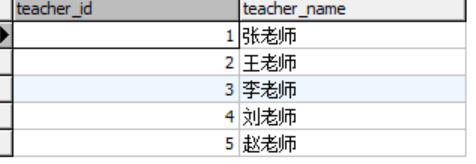 teacher_id teacher_name
1 张老师
2 王老师
3 李老师
4 刘老师
5 赵老师